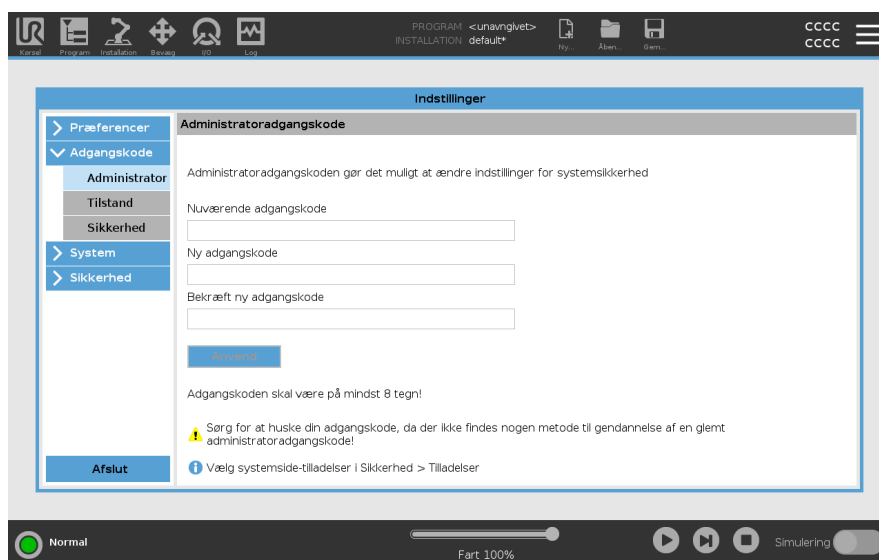 PROGRAM <unavngivet>
INSTALLATION default*
Kørsel
Program
Installation
Bevæg
I/O
Log
Ny...
Åben...
Gem...
CCCC
CCCC
Indstillinger
Præferencer
Adgangskode
Administrator
Tilstand
Sikkerhed
System
Sikkerhed
Afslut
Administratoradgangskode
Administratoradgangskoden gør det muligt at ændre indstillinger for systemsikkerhed
Nuværende adgangskode
Ny adgangskode
Bekræft ny adgangskode
Anvend
Adgangskoden skal være på mindst 8 tegn!
Sørg for at huske din adgangskode, da der ikke findes nogen metode til gendannelse af en glemt
administratoradgangskode!
Vælg systemside-tilladelser i Sikkerhed > Tilladelser
Normal
Fart 100%
Simulering